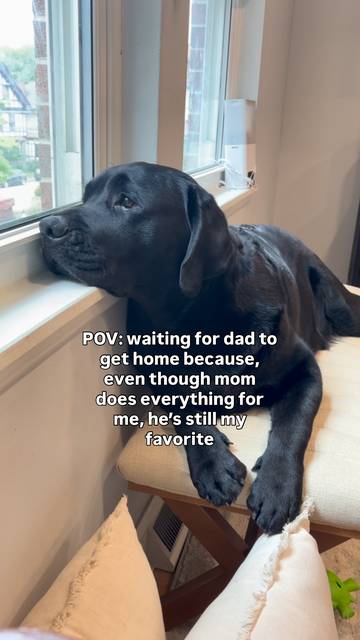 POV: waiting for dad to
get home because,
even though mom
does everything for
me, he's still my
favorite